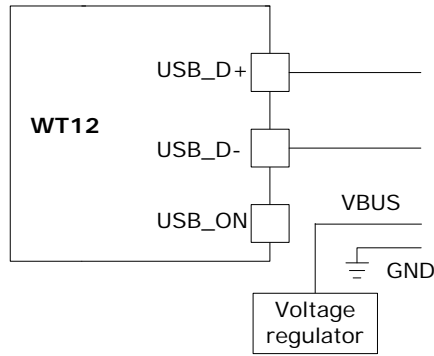 USB_D+
WT12
USB_D-
USB_ON
VBUS
GND
Voltage
regulator